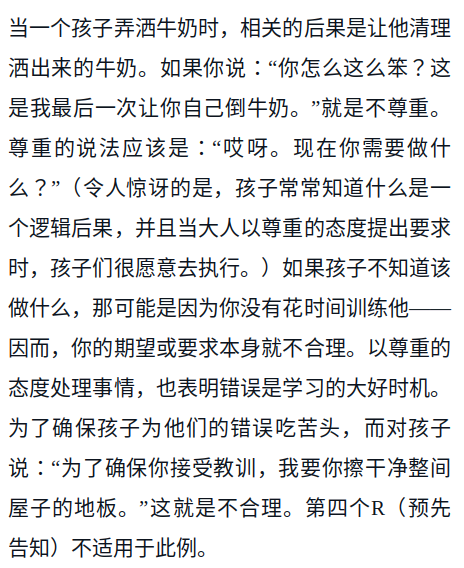 当一个孩子弄洒牛奶时，相关的后果是让他清理
洒出来的牛奶。如果你说：“你怎么这么笨？这
是我最后一次让你自己倒牛奶。”就是不尊重。
尊重的说法应该是：“哎呀。现在你需要做什
么？”（令人惊讶的是，孩子常常知道什么是一
个逻辑后果，并且当大人以尊重的态度提出要求
时，孩子们很愿意去执行。）如果孩子不知道该
做什么，那可能是因为你没有花时间训练他——
因而，你的期望或要求本身就不合理。以尊重的
态度处理事情，也表明错误是学习的大好时机。
为了确保孩子为他们的错误吃苦头，而对孩子
说：“为了确保你接受教训，我要你擦干净整间
屋子的地板。”这就是不合理。第四个R（预先
告知）不适用于此例。